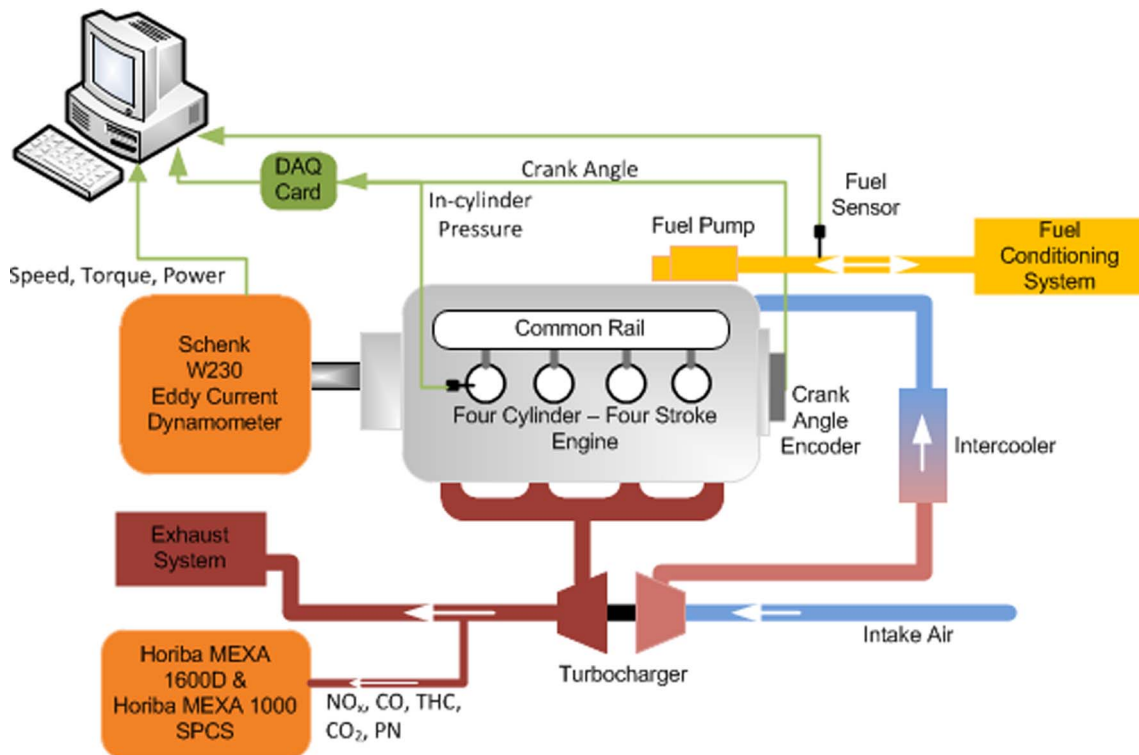 DAQ
Card
Crank Angle
In-cylinder
Pressure
Fuel
Sensor
Fuel Pump
Fuel
Conditioning
System
Speed, Torque, Power
Schenk
W230
Eddy Current
Dynamometer
Common Rail
Four Cylinder – Four Stroke
Engine
Crank
Angle
Encoder
Intercooler
Exhaust
System
Intake Air
Turbocharger
Horiba MEXA
1600D &
Horiba MEXA 1000
SPCS
NOₓ, CO, THC,
CO₂, PN